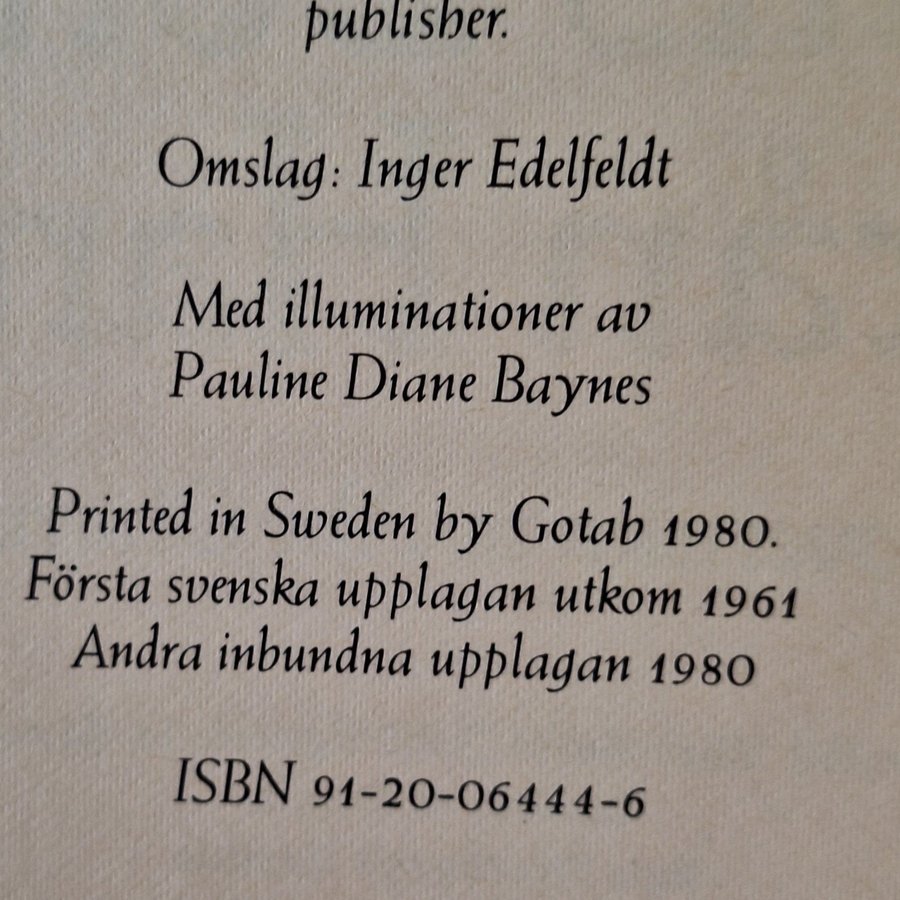 publisher.
Omslag: Inger Edelfeldt
Med illuminationer av
Pauline Diane Baynes
Printed in Sweden by Gotab 1980.
Första svenska upplagan utkom 1961
Andra inbundna upplagan 1980
ISBN 91-20-06444-6